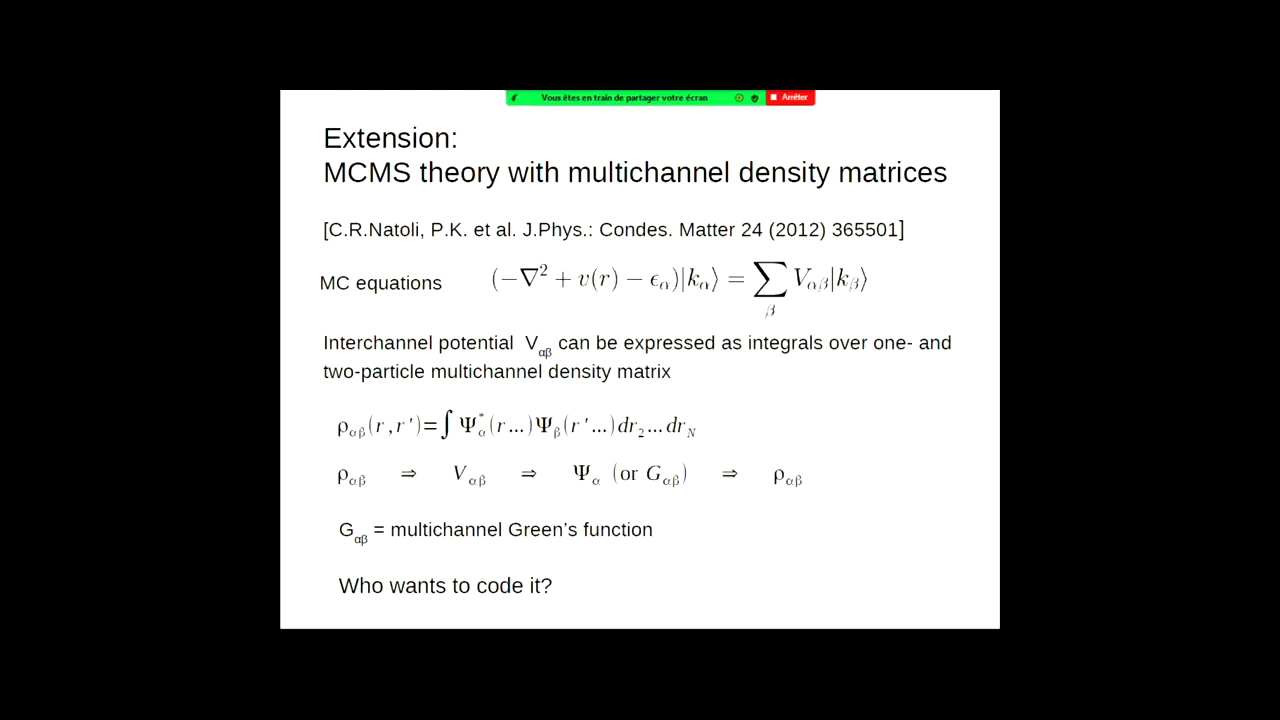 Vous êtes en train de partager votre écran Arrêter
Extension:
MCMS theory with multichannel density matrices
[C.R.Natoli, P.K. et al. J.Phys.: Condes. Matter 24 (2012) 365501]
MC equations (−∇² + v(r) − ϵ_α)|k_α⟩ = ∑_β V_αβ|k_β⟩
Interchannel potential V_αβ can be expressed as integrals over one- and
two-particle multichannel density matrix
ρ_αβ(r,r')=∫Ψ*_α(r...)Ψ_β(r'...)dr_2...dr_N
ρ_αβ ⇒ V_αβ ⇒ Ψ_α (or G_αβ) ⇒ ρ_αβ
G_αβ = multichannel Green's function
Who wants to code it?